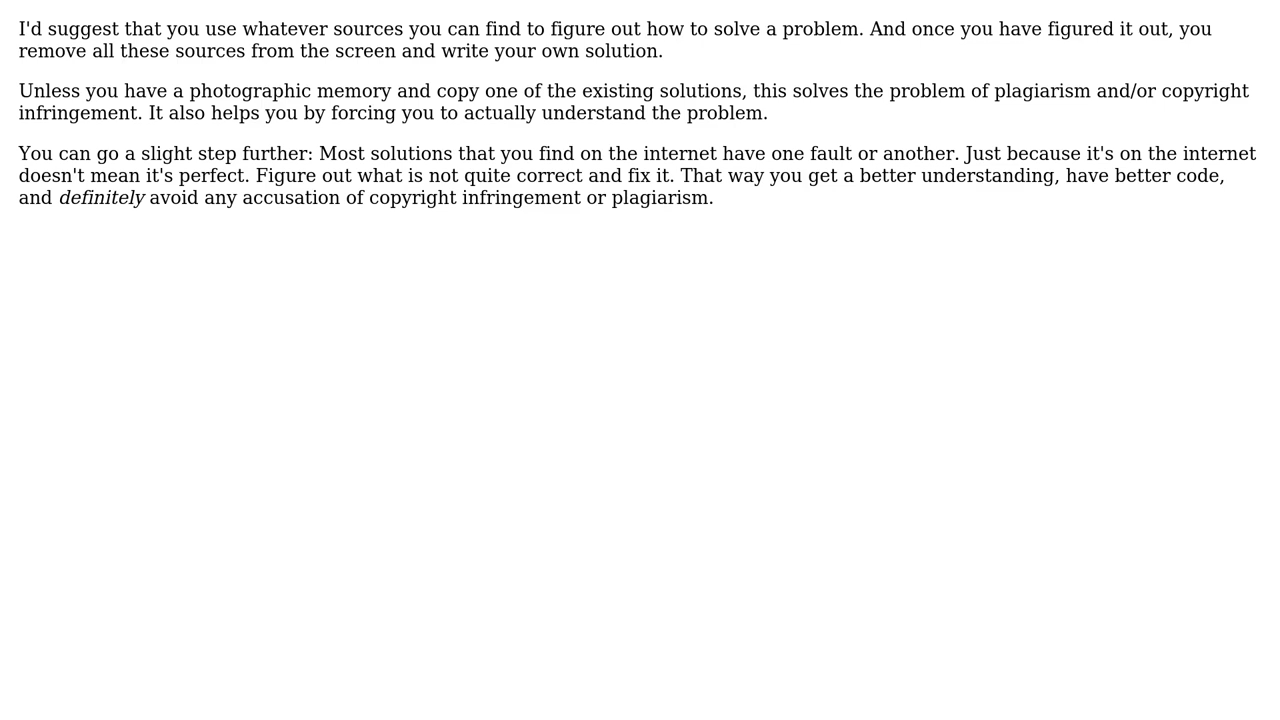 I'd suggest that you use whatever sources you can find to figure out how to solve a problem. And once you have figured it out, you
remove all these sources from the screen and write your own solution.
Unless you have a photographic memory and copy one of the existing solutions, this solves the problem of plagiarism and/or copyright
infringement. It also helps you by forcing you to actually understand the problem.
You can go a slight step further: Most solutions that you find on the internet have one fault or another. Just because it's on the internet
doesn't mean it's perfect. Figure out what is not quite correct and fix it. That way you get a better understanding, have better code,
and definitely avoid any accusation of copyright infringement or plagiarism.